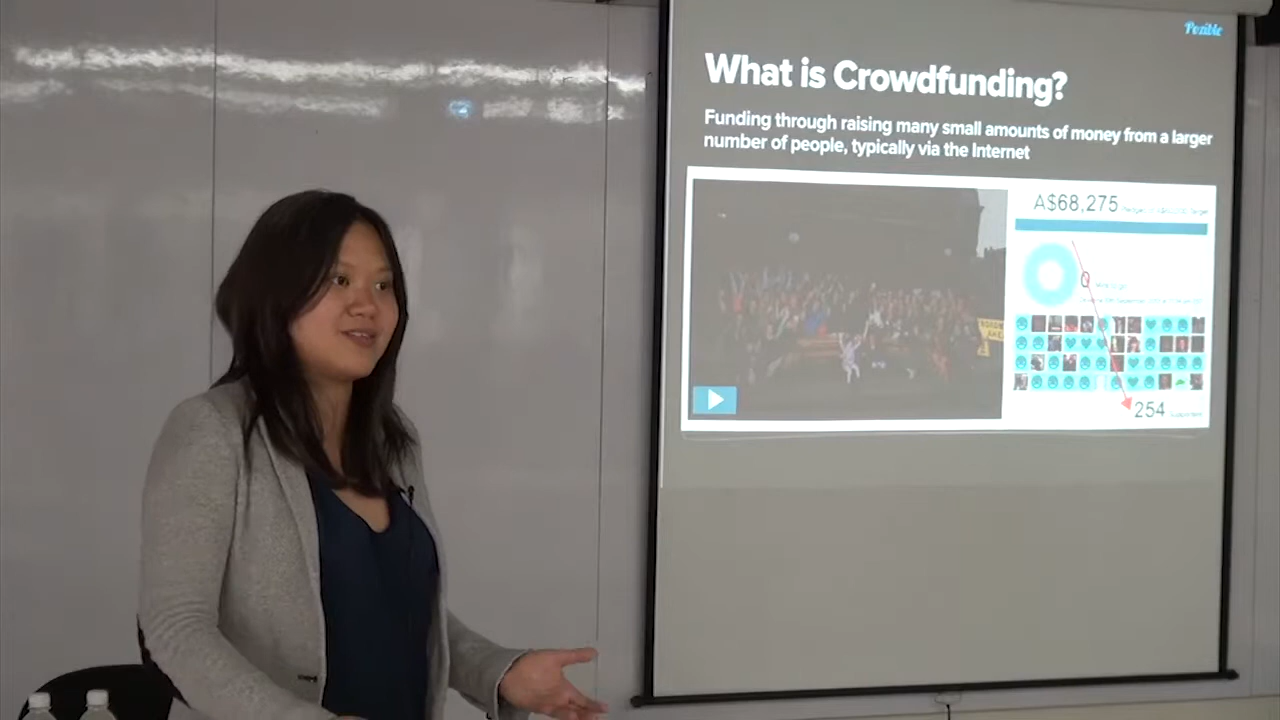 Pozible
What is Crowdfunding?
Funding through raising many small amounts of money from a larger
number of people, typically via the Internet
A$68,275
0
254